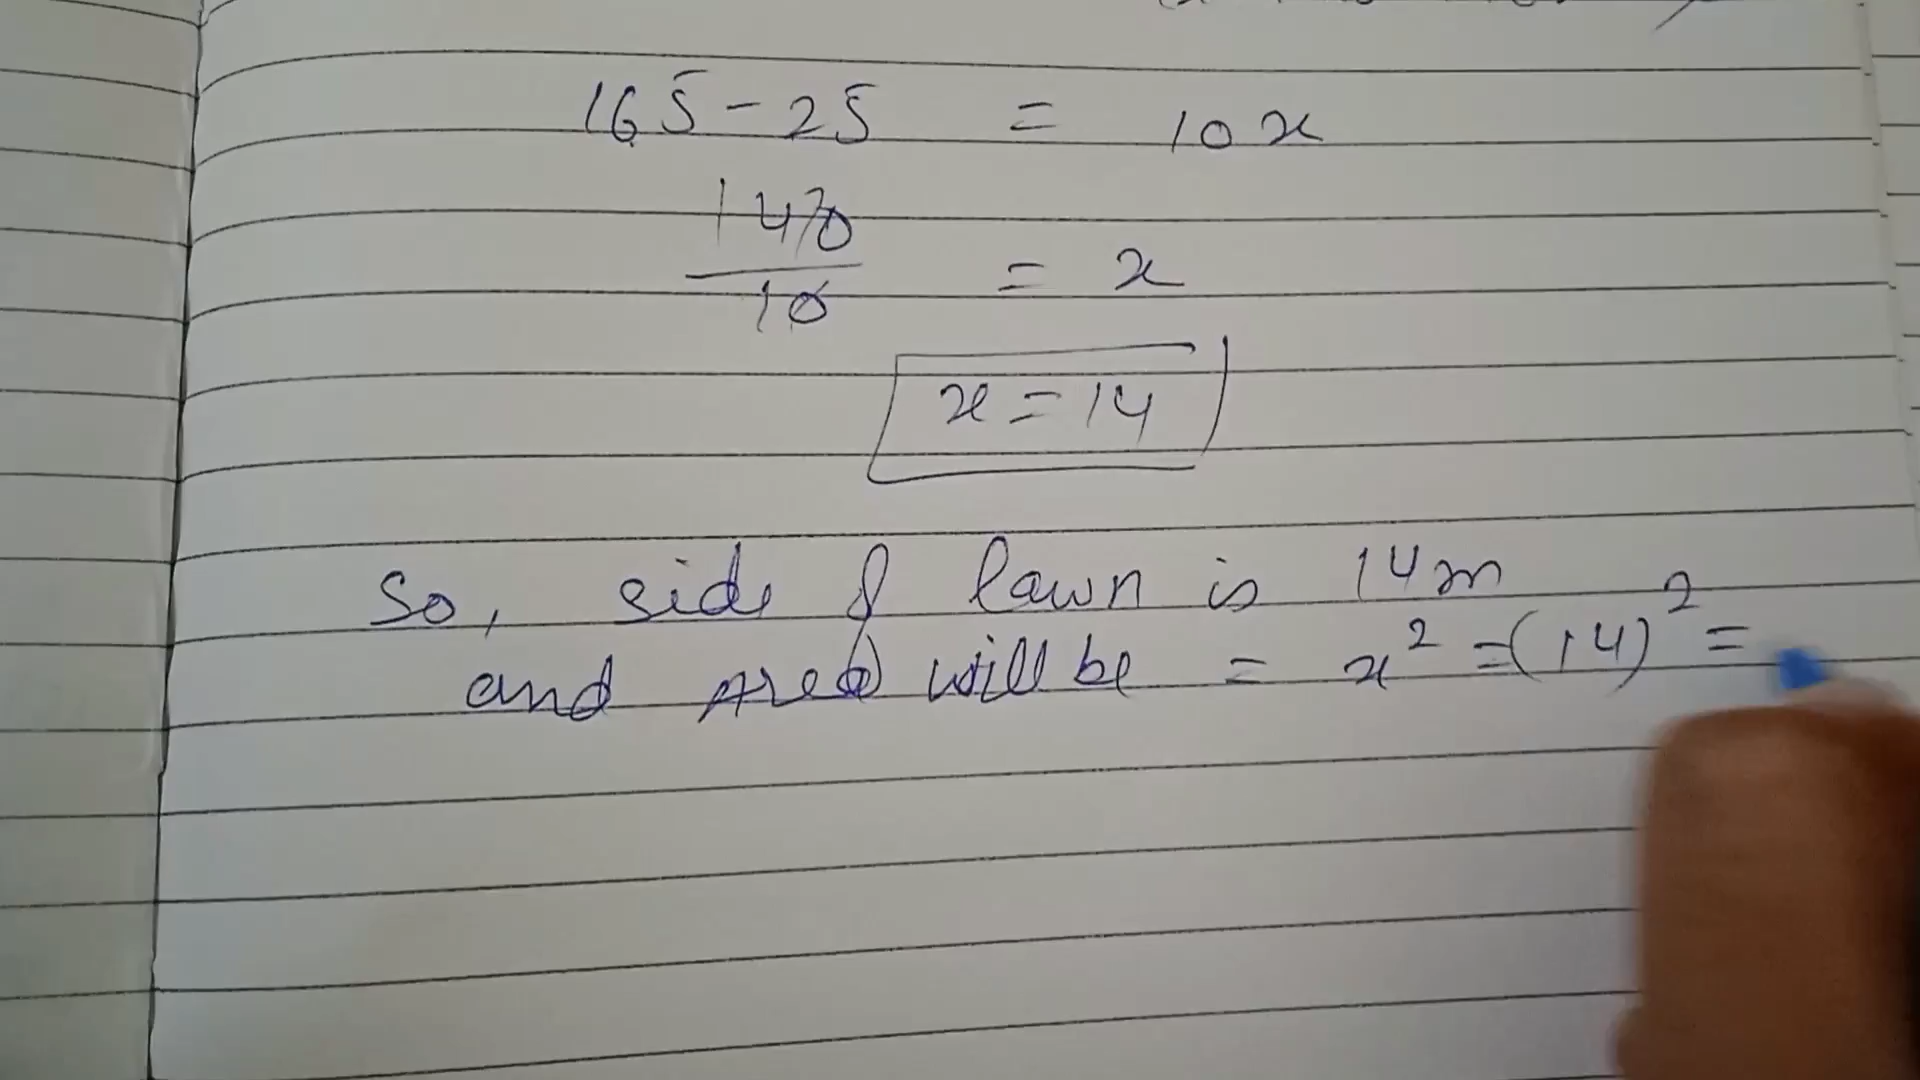 165 - 25 = 10x
140/10 = x
x = 14
So, side of lawn is 14m
and Area will be = x² = (14)² =